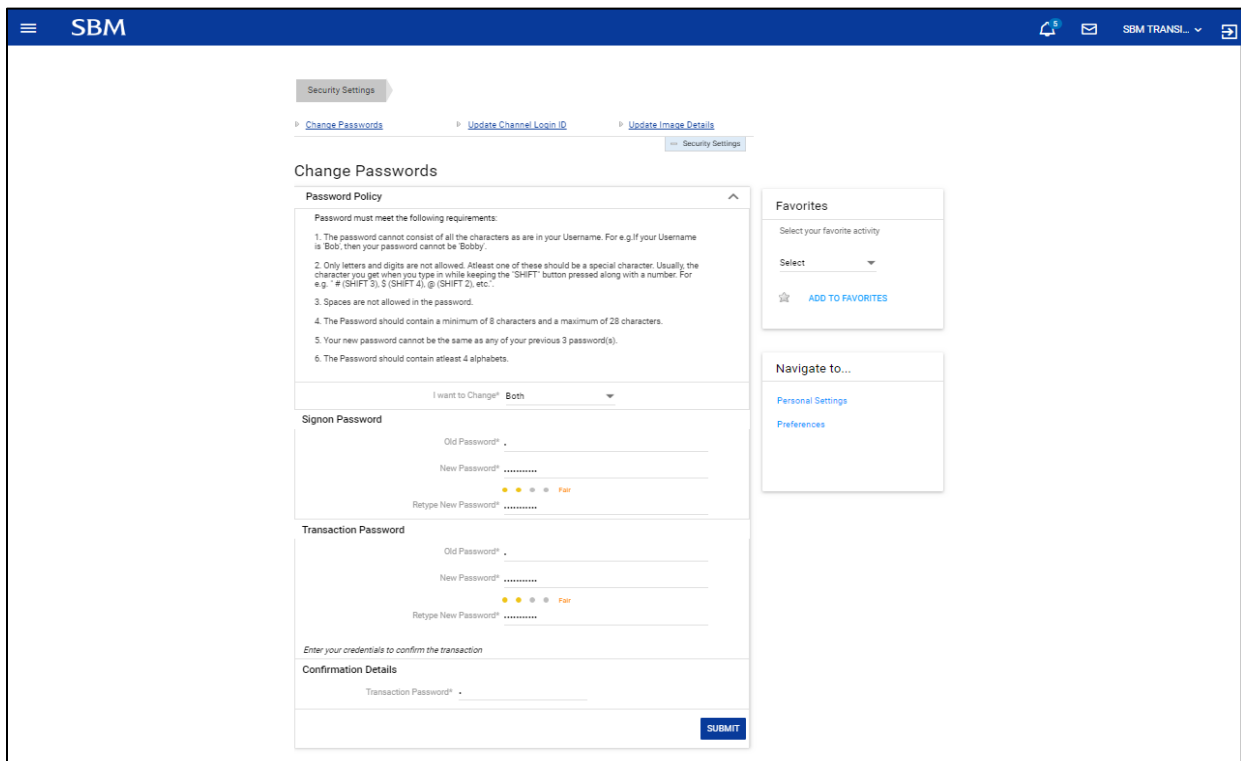 SBM
5
SBM TRANSI...
Security Settings
Change Passwords
Update Channel Login ID
Update Image Details
Security Settings
Change Passwords
Password Policy
Password must meet the following requirements:
1. The password cannot consist of all the characters as are in your Username. For e.g.If your Username
is 'Bob', then your password cannot be 'Bobby'.
2. Only letters and digits are not allowed. Atleast one of these should be a special character. Usually, the
character you get when you type in while keeping the "SHIFT" button pressed along with a number. For
e.g. ' # (SHIFT 3), $ (SHIFT 4), @ (SHIFT 2), etc.'.
3. Spaces are not allowed in the password.
4. The Password should contain a minimum of 8 characters and a maximum of 28 characters.
5. Your new password cannot be the same as any of your previous 3 password(s).
6. The Password should contain atleast 4 alphabets.
I want to Change* Both
Signon Password
Old Password* •
New Password* •••••••••••
Fair
Retype New Password* •••••••••••
Transaction Password
Old Password* •
New Password* •••••••••••
Fair
Retype New Password* •••••••••••
Enter your credentials to confirm the transaction
Confirmation Details
Transaction Password* •
SUBMIT
Favorites
Select your favorite activity
Select
ADD TO FAVORITES
Navigate to...
Personal Settings
Preferences